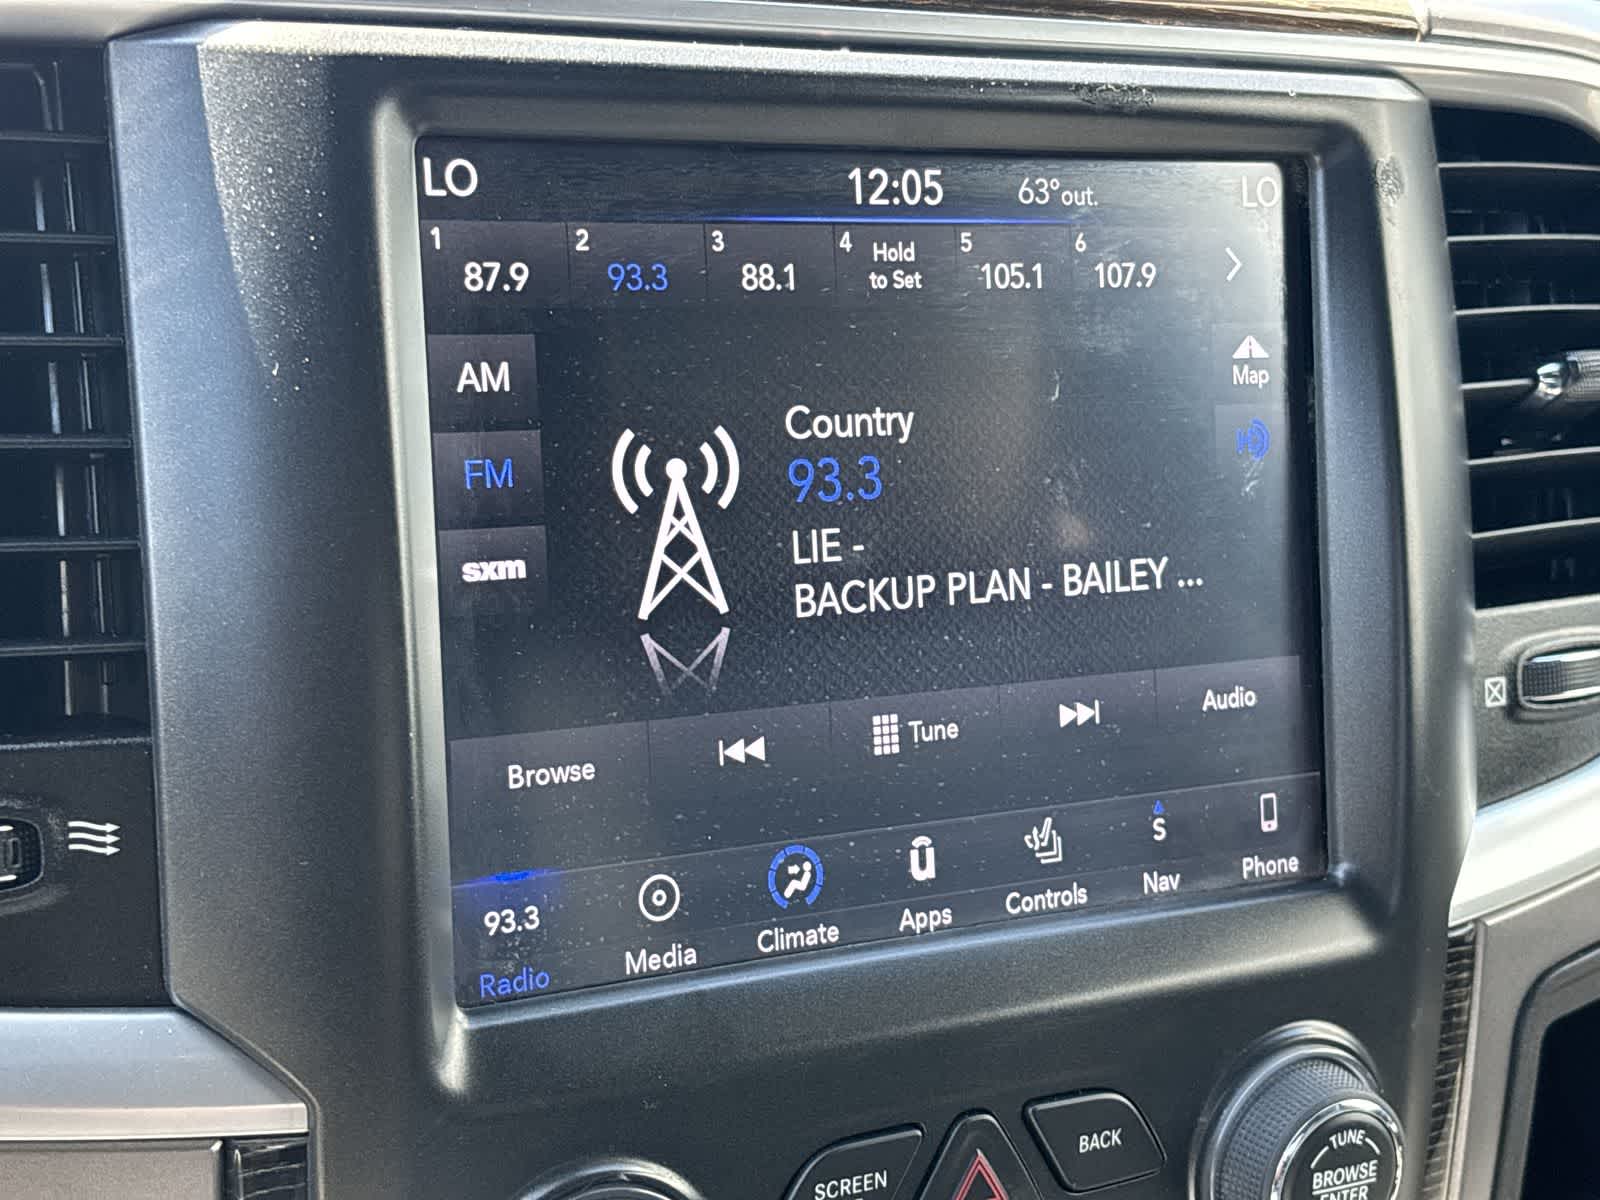 LO 12:05 63° out. LO
1 2 3 4 5 6
87.9 93.3 88.1 Hold 105.1 107.9
to Set
AM
FM
sxm
Map
Country
93.3
LIE -
BACKUP PLAN - BAILEY ...
Browse Tune Audio
93.3
Radio Media Climate Apps Controls Nav Phone
u
S
SCREEN
BACK
TUNE
BROWSE
ENTER